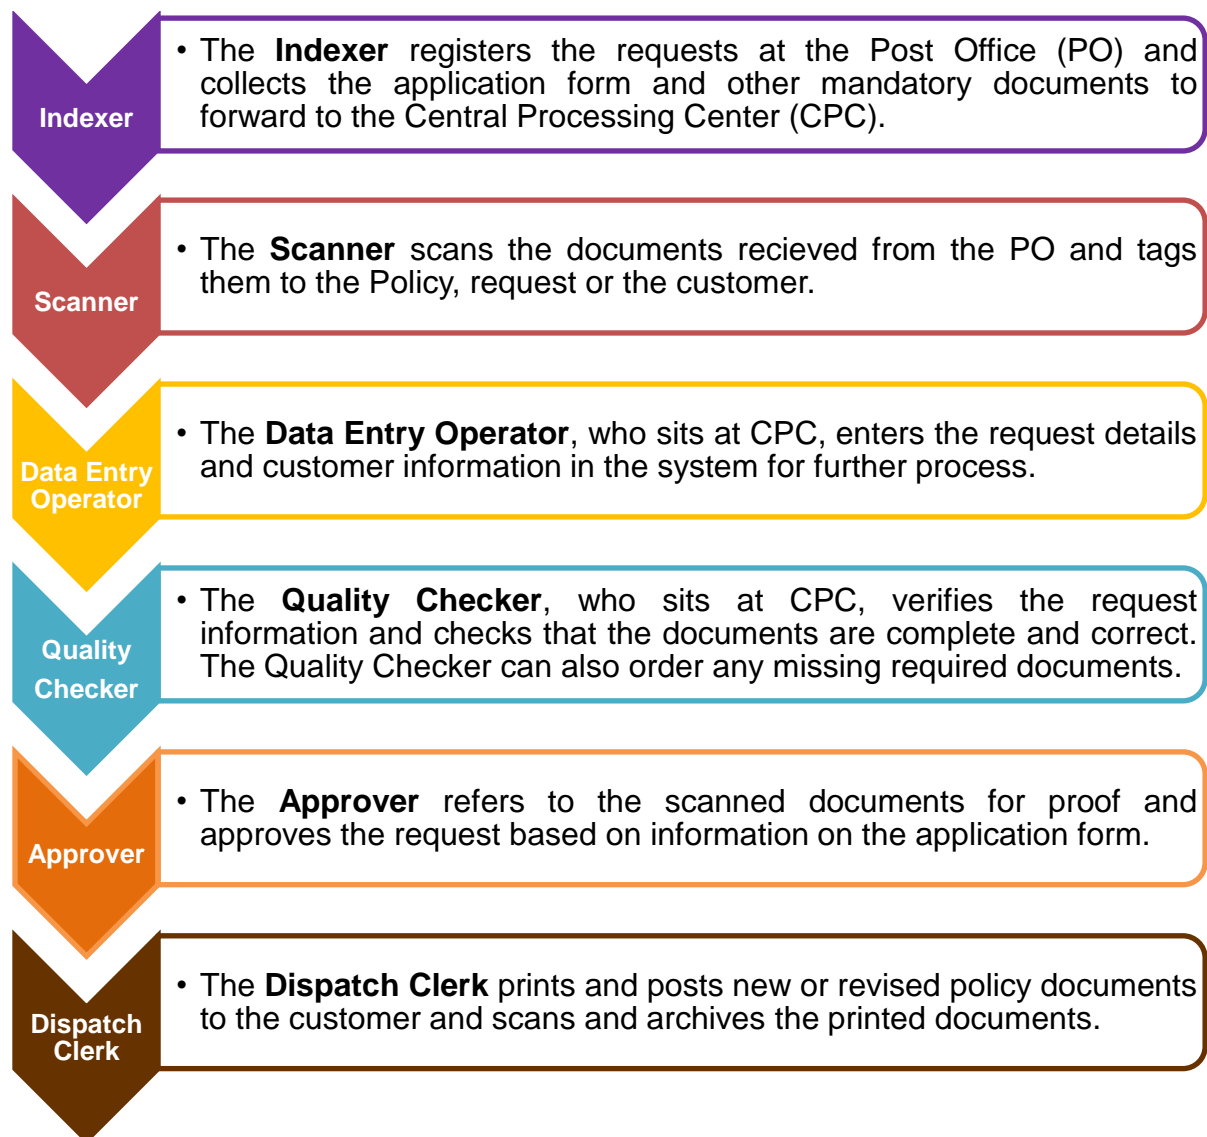 Indexer
• The Indexer registers the requests at the Post Office (PO) and
collects the application form and other mandatory documents to
forward to the Central Processing Center (CPC).
Scanner
• The Scanner scans the documents recieved from the PO and tags
them to the Policy, request or the customer.
Data Entry
Operator
• The Data Entry Operator, who sits at CPC, enters the request details
and customer information in the system for further process.
Quality
Checker
• The Quality Checker, who sits at CPC, verifies the request
information and checks that the documents are complete and correct.
The Quality Checker can also order any missing required documents.
Approver
• The Approver refers to the scanned documents for proof and
approves the request based on information on the application form.
Dispatch
Clerk
• The Dispatch Clerk prints and posts new or revised policy documents
to the customer and scans and archives the printed documents.